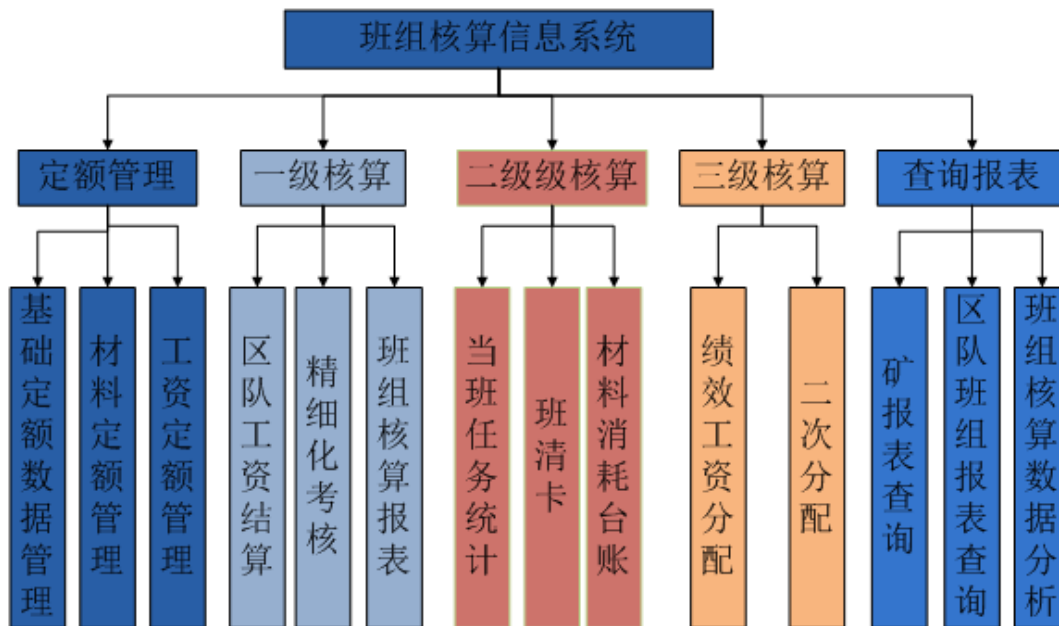 班组核算信息系统
定额管理
一级核算
二级级核算
三级核算
查询报表
基础定额数据管理
材料定额管理
工资定额管理
区队工资结算
精细化考核
班组核算报表
当班任务统计
班清卡
材料消耗台账
绩效工资分配
二次分配
矿报表查询
区队班组报表查询
班组核算数据分析